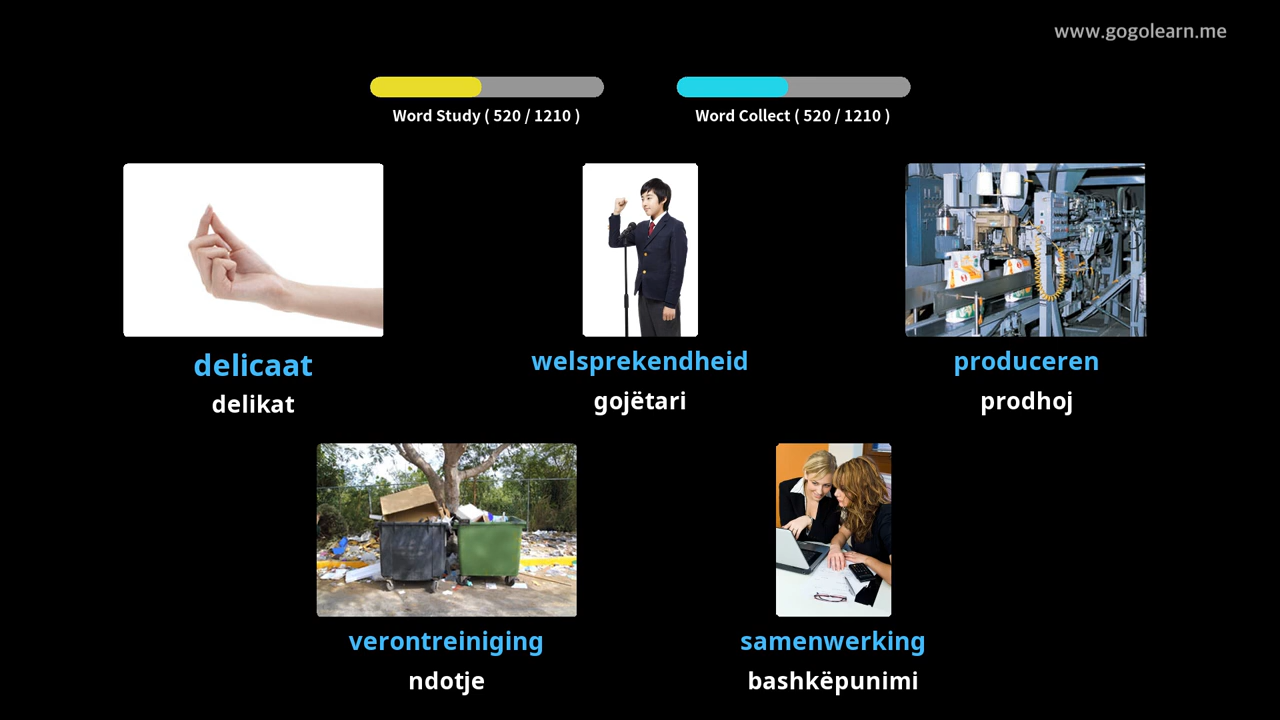 www.gogolearn.me
Word Study ( 520 / 1210 )
Word Collect ( 520 / 1210 )
delicaat
delikat
welsprekendheid
gojëtari
produceren
prodhoj
verontreiniging
ndotje
samenwerking
bashkëpunimi